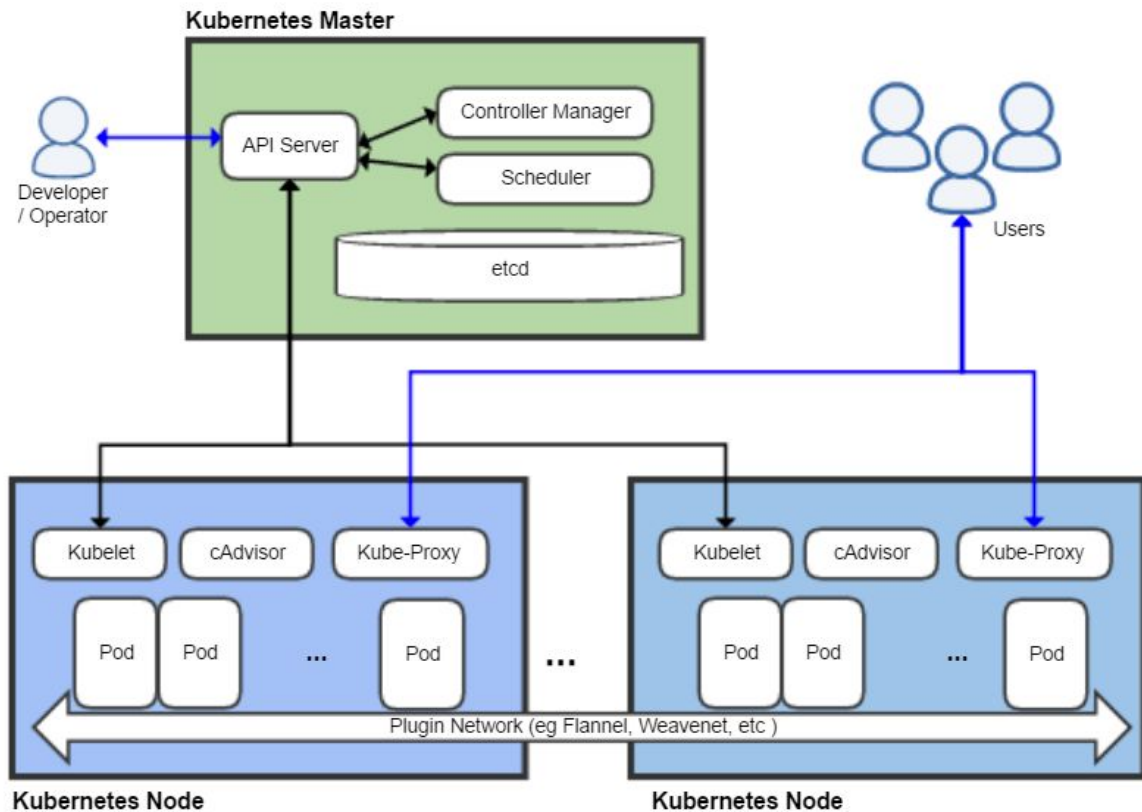 Kubernetes Master
Controller Manager
API Server
Scheduler
Developer
/ Operator
Users
etcd
Kubelet
cAdvisor
Kube-Proxy
Kubelet
cAdvisor
Kube-Proxy
Pod
Pod
...
Pod
...
Pod
Pod
...
Pod
Plugin Network (eg Flannel, Weavenet, etc )
Kubernetes Node
Kubernetes Node